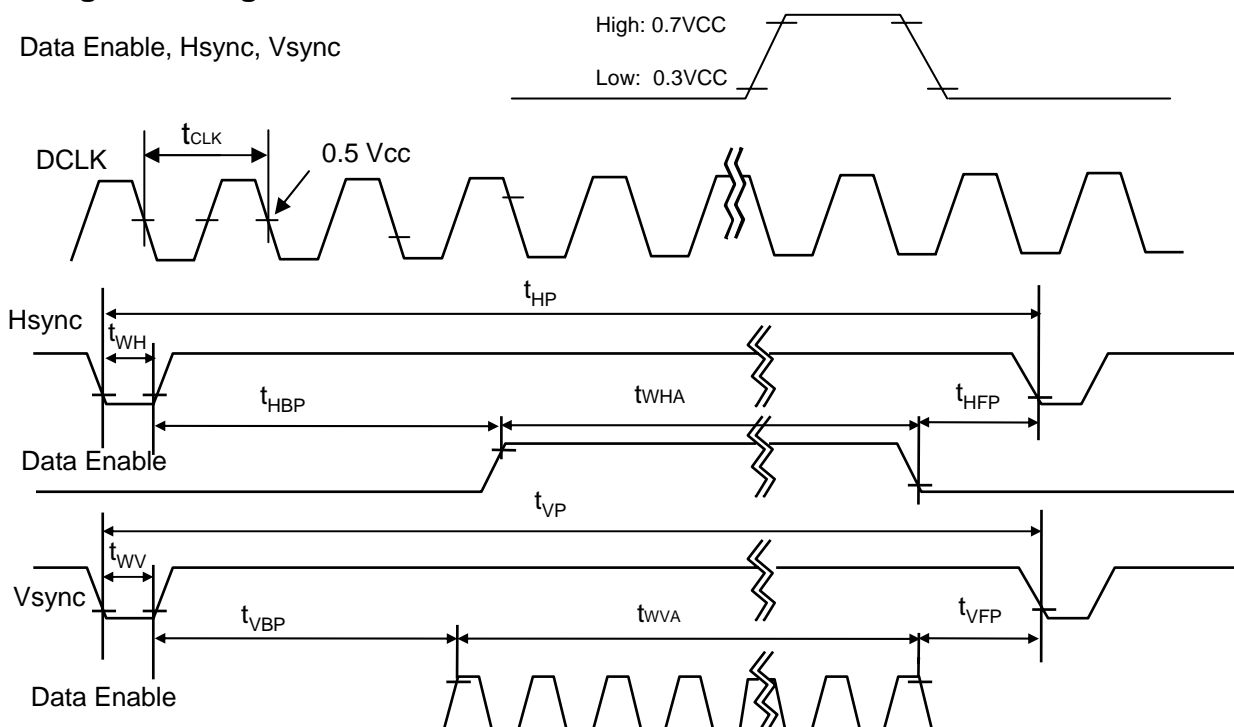 Data Enable, Hsync, Vsync
High: 0.7VCC
Low: 0.3VCC
tCLK
DCLK
0.5 Vcc
tHP
Hsync
tWH
tHBP
tWHA
tHFP
Data Enable
tVP
tWV
Vsync
tVBP
tWVA
tVFP
Data Enable